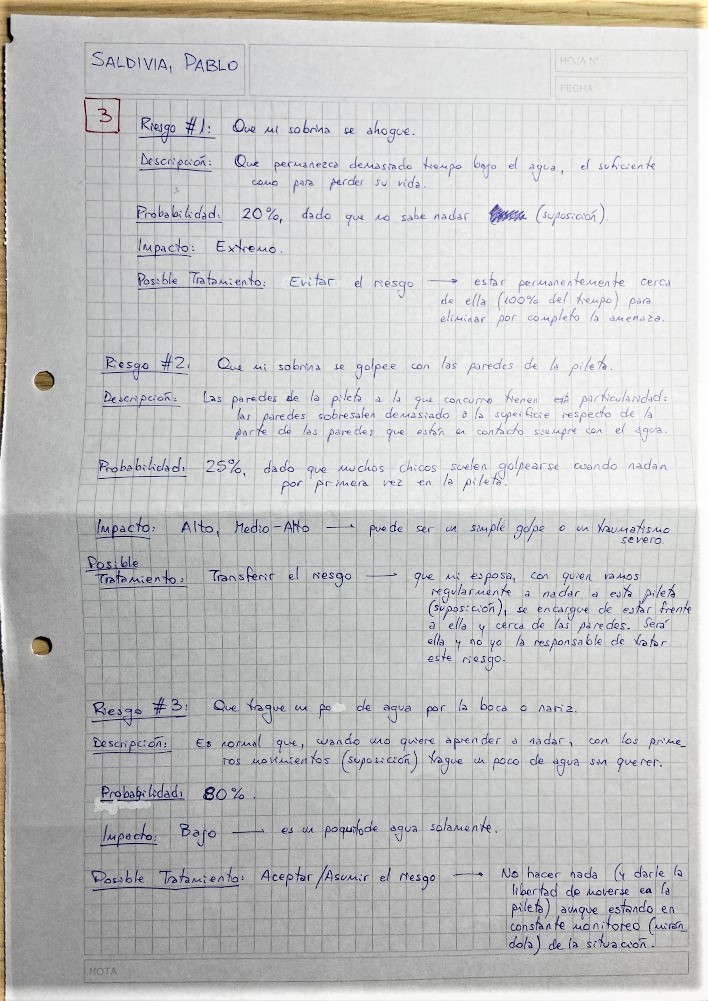 SALDIVIA, PABLO
HOJA Nº
FECHA
3
Riesgo #1: Que mi sobrina se ahogue.
Descripción: Que permanezca demasiado tiempo bajo el agua, el suficiente
como para perder su vida.
Probabilidad: 20%, dado que no sabe nadar (suposición).
Impacto: Extremo.
Posible Tratamiento: Evitar el riesgo → estar permanentemente cerca
de ella (100% del tiempo) para
eliminar por completo la amenaza.
Riesgo #2: Que mi sobrina se golpee con las paredes de la pileta.
Descripción: Las paredes de la pileta a la que concurro tienen esta particularidad:
las paredes sobresalen demasiado a la superficie respecto de la
parte de las paredes que están en contacto siempre con el agua.
Probabilidad: 25%, dado que muchos chicos suelen golpearse cuando nadan
por primera vez en la pileta.
Impacto: Alto, Medio-Alto → puede ser un simple golpe o un traumatismo
severo
Posible
Tratamiento: Transferir el riesgo → que mi esposa, con quien vamos
regularmente a nadar a esta pileta
(suposición), se encargue de estar frente
a ella y cerca de las paredes. Será
ella y no yo la responsable de tratar
este riesgo.
Riesgo #3: Que trague un po de agua por la boca o nariz.
Descripción: Es normal que, cuando uno quiere aprender a nadar, con los prime_
ros movimientos (suposición) trague un poco de agua sin querer.
Probabilidad: 80%.
Impacto: Bajo → es un poquito de agua solamente.
Posible Tratamiento: Aceptar/Asumir el riesgo → No hacer nada (y darle la
libertad de moverse en la
pileta) aunque estando en
constante monitoreo (mirán
dola) de la situación.
NOTA